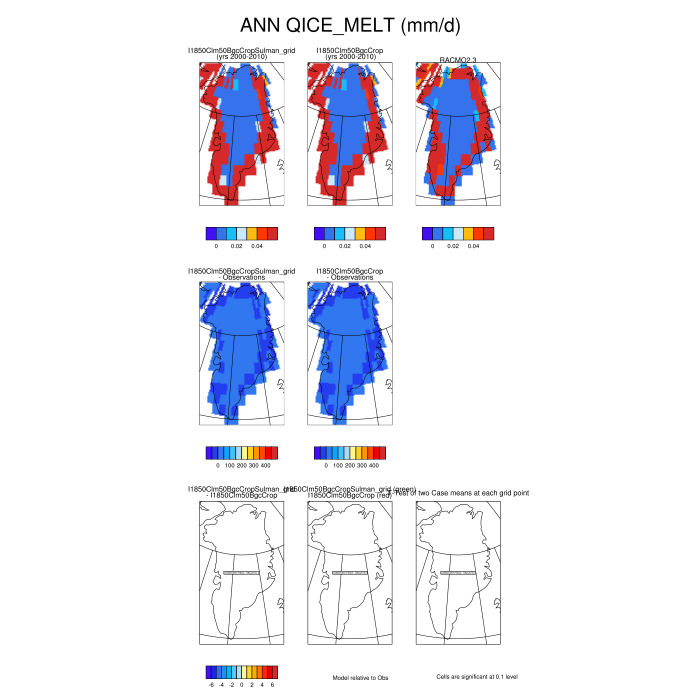 ANN QICE_MELT (mm/d)
I1850Clm50BgcCropSulman_grid
(yrs 2000-2010)
I1850Clm50BgcCrop
(yrs 2000-2010)
RACMO2.3
0 0.02 0.04
0 0.02 0.04
0 0.02 0.04
I1850Clm50BgcCropSulman_grid
- Observations
I1850Clm50BgcCrop
- Observations
0 100 200 300 400
0 100 200 300 400
I1850Clm50BgcCropSulman_grid
- I1850Clm50BgcCrop
I1850Clm50BgcCropSulman_grid (green)
I1850Clm50BgcCrop (red)
T-Test of two Case means at each grid point
-6 -4 -2 0 2 4 6
Model relative to Obs
Cells are significant at 0.1 level